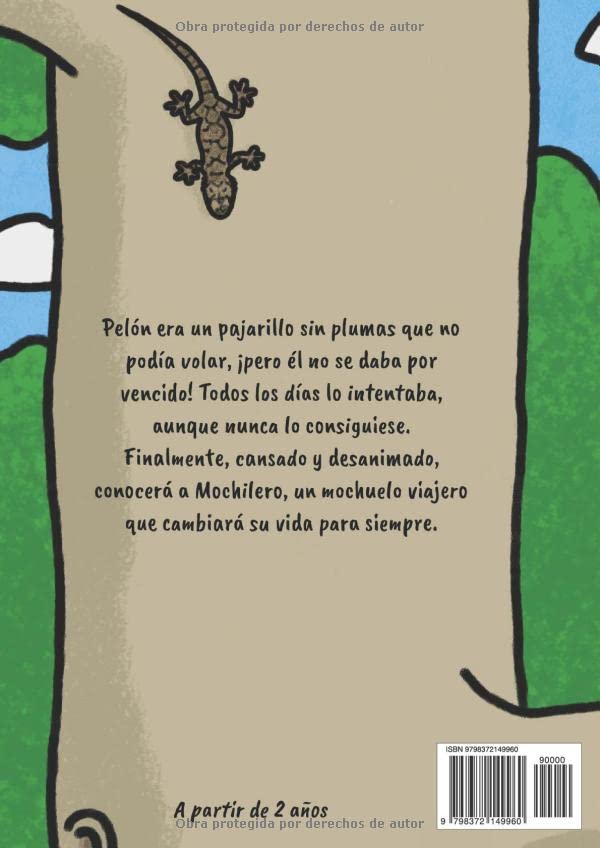 Obra protegida por derechos de autor
Pelón era un pajarillo sin plumas que no
podía volar, ¡pero él no se daba por
vencido! Todos los días lo intentaba,
aunque nunca lo consiguiese.
Finalmente, cansado y desanimado,
conocerá a Mochilero, un mochuelo viajero
que cambiará su vida para siempre.
ISBN 9798372149960
90000
9 798372 149960
A partir de 2 años
Obra protegida por derechos de autor